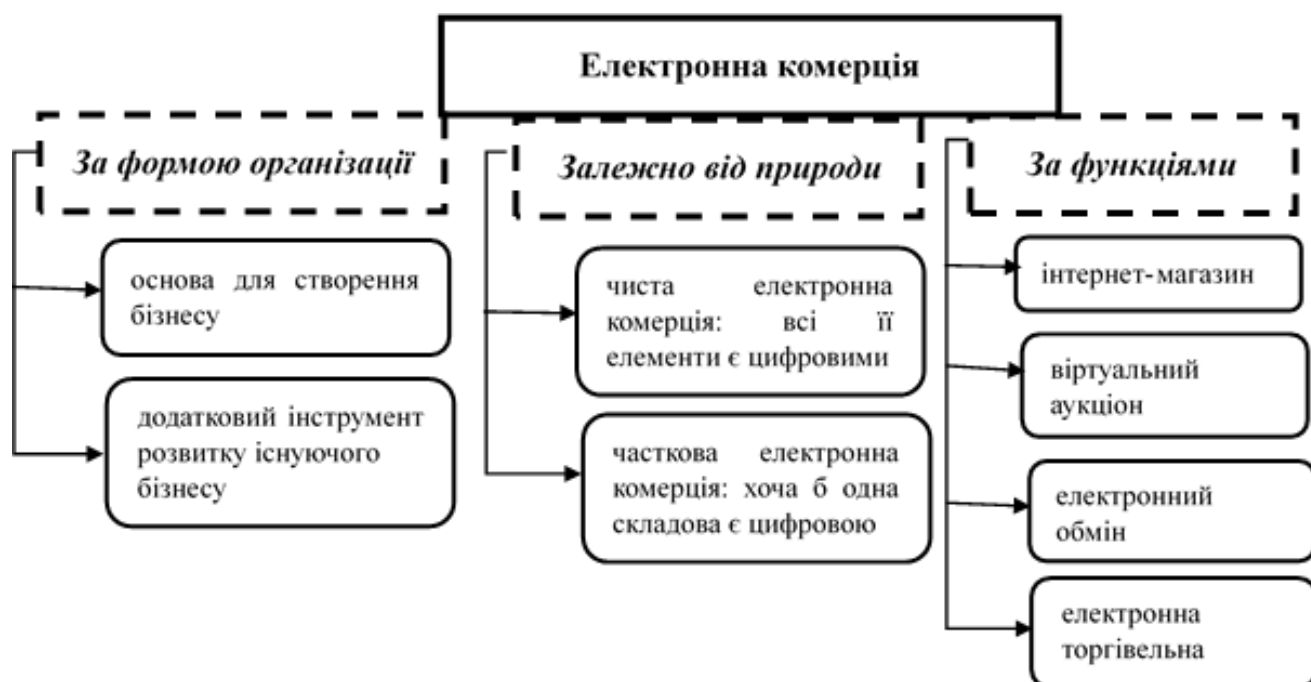 Електронна комерція
За формою організації
основа для створення
бізнесу
додатковий інструмент
розвитку існуючого
бізнесу
Залежно від природи
чиста електронна
комерція: всі її
елементи є цифровими
часткова електронна
комерція: хоча б одна
складова є цифровою
За функціями
інтернет-магазин
віртуальний
аукціон
електронний
обмін
електронна
торгівельна